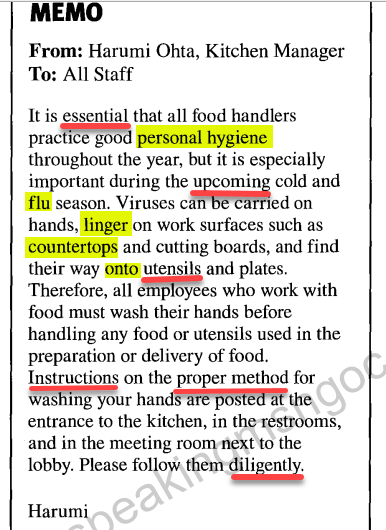 MEMO
From: Harumi Ohta, Kitchen Manager
To: All Staff
It is essential that all food handlers
practice good personal hygiene
throughout the year, but it is especially
important during the upcoming cold and
flu season. Viruses can be carried on
hands, linger on work surfaces such as
countertops and cutting boards, and find
their way onto utensils and plates.
Therefore, all employees who work with
food must wash their hands before
handling any food or utensils used in the
preparation or delivery of food.
Instructions on the proper method for
washing your hands are posted at the
entrance to the kitchen, in the restrooms,
and in the meeting room next to the
lobby. Please follow them diligently.
Harumi
speakingmshngoc